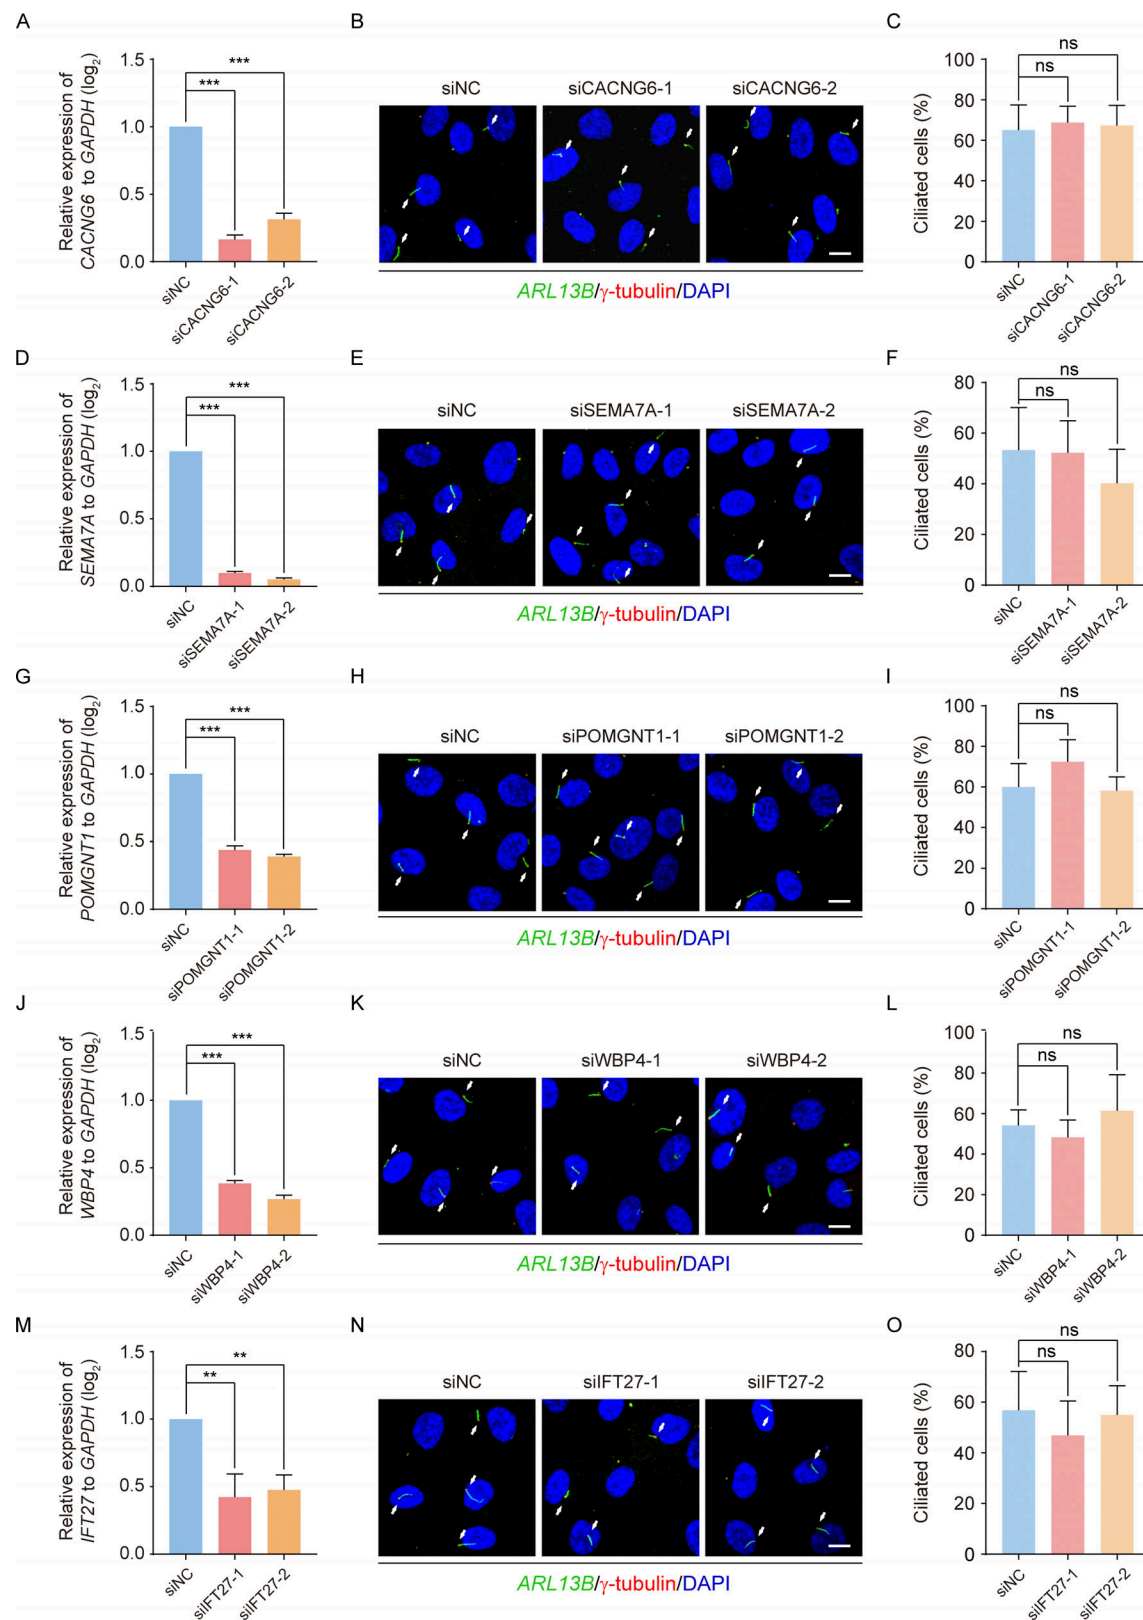 A
Relative expression of
CACNG6 to GAPDH (log2)
1.5
1.0
0.5
0.0
***
***
siNC
siCACNG6-1
siCACNG6-2
B
siNC
siCACNG6-1
siCACNG6-2
ARL13B/γ-tubulin/DAPI
C
Ciliated cells (%)
100
80
60
40
20
0
ns
ns
siNC
siCACNG6-1
siCACNG6-2
D
Relative expression of
SEMA7A to GAPDH (log2)
1.5
1.0
0.5
0.0
***
***
siNC
siSEMA7A-1
siSEMA7A-2
E
siNC
siSEMA7A-1
siSEMA7A-2
ARL13B/γ-tubulin/DAPI
F
Ciliated cells (%)
80
60
40
20
0
ns
ns
siNC
siSEMA7A-1
siSEMA7A-2
G
Relative expression of
POMGNT1 to GAPDH (log2)
1.5
1.0
0.5
0.0
***
***
siNC
siPOMGNT1-1
siPOMGNT1-2
H
siNC
siPOMGNT1-1
siPOMGNT1-2
ARL13B/γ-tubulin/DAPI
I
Ciliated cells (%)
100
80
60
40
20
0
ns
ns
siNC
siPOMGNT1-1
siPOMGNT1-2
J
Relative expression of
WBP4 to GAPDH (log2)
1.5
1.0
0.5
0.0
***
***
siNC
siWBP4-1
siWBP4-2
K
siNC
siWBP4-1
siWBP4-2
ARL13B/γ-tubulin/DAPI
L
Ciliated cells (%)
100
80
60
40
20
0
ns
ns
siNC
siWBP4-1
siWBP4-2
M
Relative expression of
IFT27 to GAPDH (log2)
1.5
1.0
0.5
0.0
**
**
siNC
siIFT27-1
siIFT27-2
N
siNC
siIFT27-1
siIFT27-2
ARL13B/γ-tubulin/DAPI
O
Ciliated cells (%)
80
60
40
20
0
ns
ns
siNC
siIFT27-1
siIFT27-2